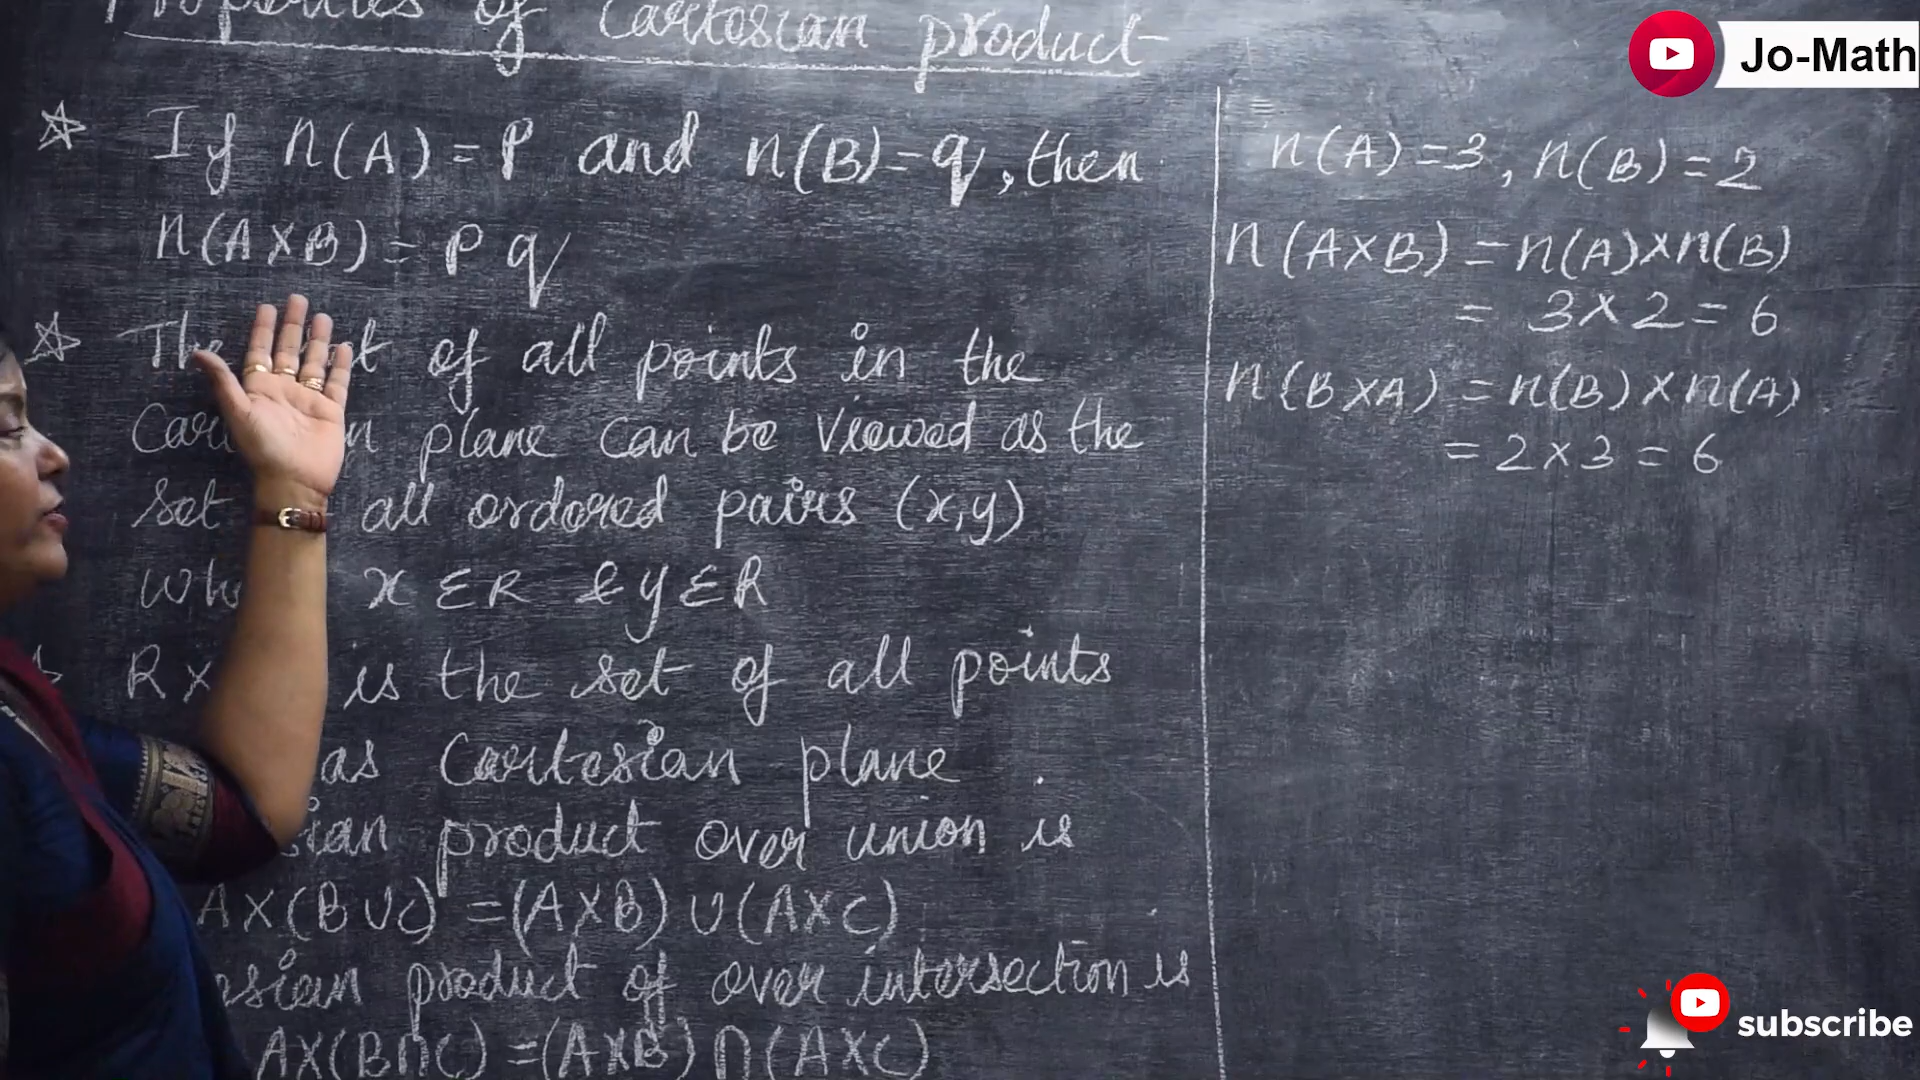 Properties of Cartesian product
☆ If n(A) = P and n(B) = q, then
n(A×B) = P q
☆ The of all points in the
plane can be viewed as the
set all ordered pairs (x,y)
x ∈ R & y ∈ R
R× is the set of all points
as Cartesian plane
product over union is
A×(B∪C) = (A×B) ∪ (A×C)
product of over intersection is
A×(B∩C) = (A×B) ∩ (A×C)
n(A) = 3, n(B) = 2
n(A×B) = n(A)×n(B)
= 3×2 = 6
n(B×A) = n(B)×n(A)
= 2×3 = 6
Jo-Math
subscribe